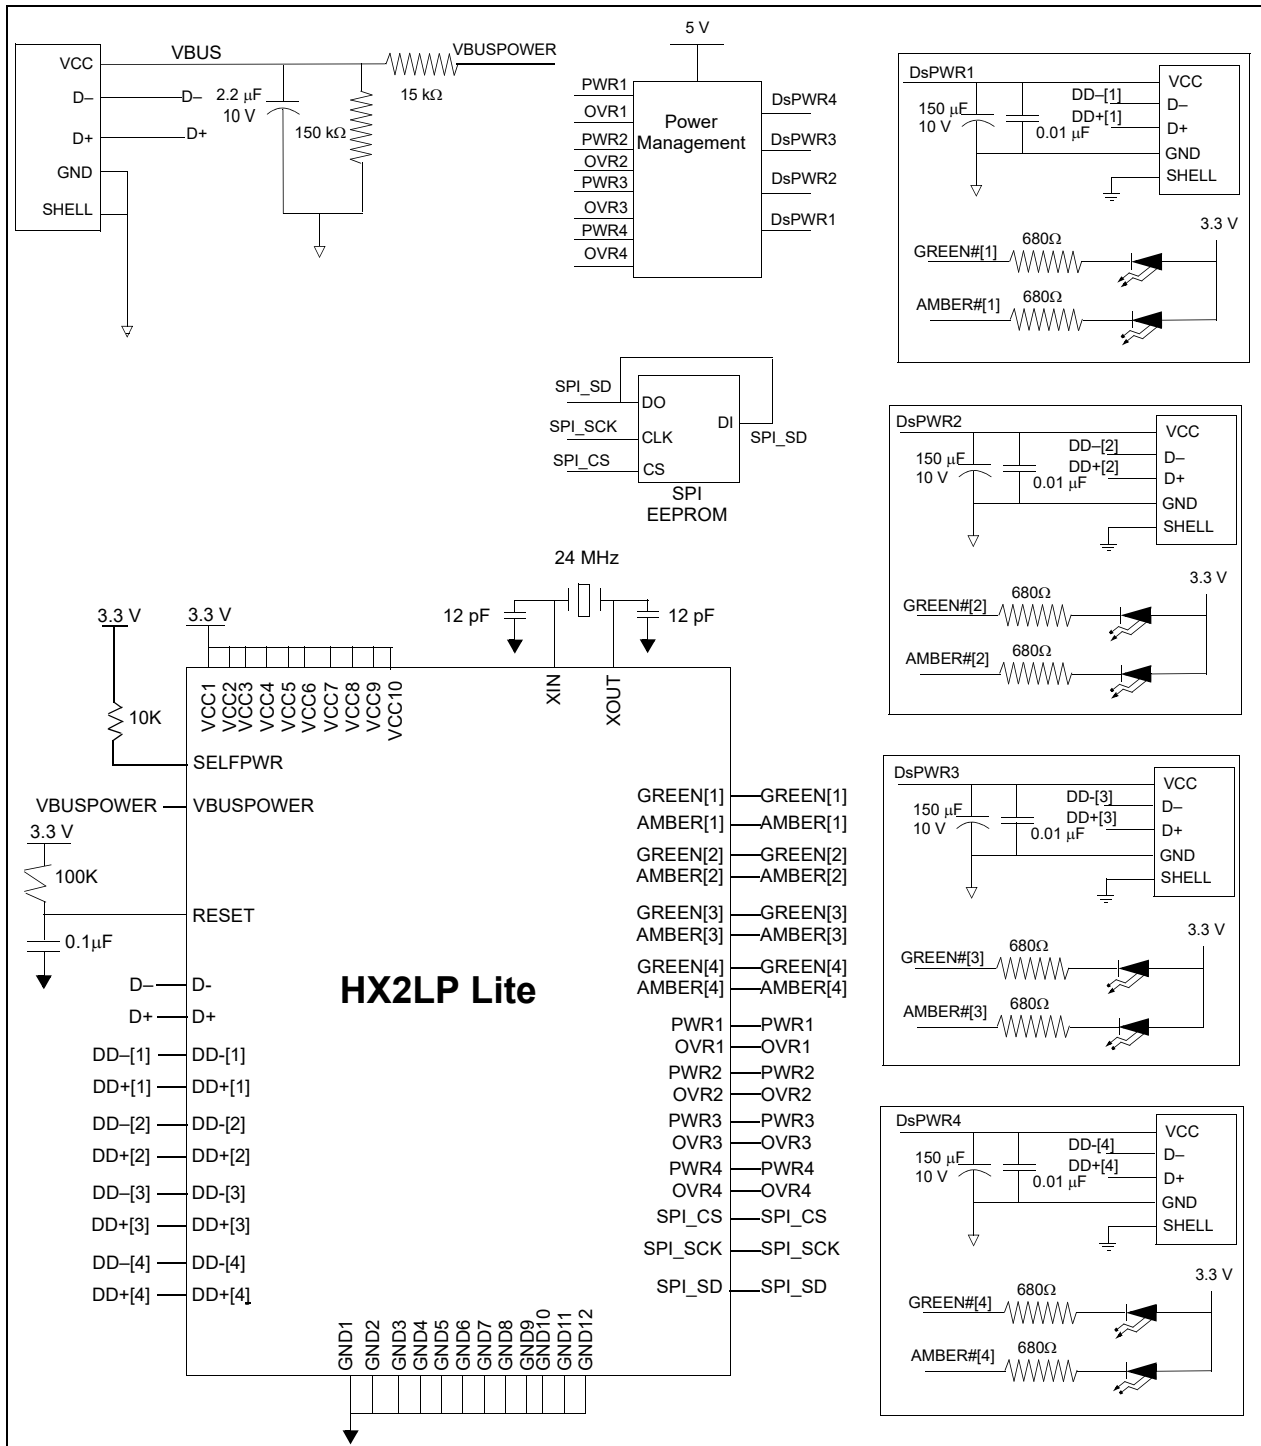 VCC
VBUS
VBUSPOWER
D–
D–
D+
D+
GND
SHELL
2.2 µF
10 V
150 kΩ
15 kΩ
5 V
PWR1
OVR1
PWR2
OVR2
PWR3
OVR3
PWR4
OVR4
Power
Management
DsPWR4
DsPWR3
DsPWR2
DsPWR1
DsPWR1
150 µF
10 V
0.01 µF
DD–[1]
DD+[1]
VCC
D–
D+
GND
SHELL
3.3 V
680Ω
GREEN#[1]
680Ω
AMBER#[1]
SPI_SD
SPI_SCK
SPI_CS
DO
CLK
CS
DI
SPI_SD
SPI
EEPROM
DsPWR2
150 µF
10 V
0.01 µF
DD–[2]
DD+[2]
VCC
D–
D+
GND
SHELL
3.3 V
680Ω
GREEN#[2]
680Ω
AMBER#[2]
24 MHz
12 pF
12 pF
3.3 V
3.3 V
10K
VCC1
VCC2
VCC3
VCC4
VCC5
VCC6
VCC7
VCC8
VCC9
VCC10
XIN
XOUT
SELFPWR
VBUSPOWER
VBUSPOWER
3.3 V
100K
RESET
0.1µF
D–
D-
D+
D+
DD–[1]
DD-[1]
DD+[1]
DD+[1]
DD–[2]
DD-[2]
DD+[2]
DD+[2]
DD–[3]
DD-[3]
DD+[3]
DD+[3]
DD–[4]
DD-[4]
DD+[4]
DD+[4]
HX2LP Lite
GREEN[1]
GREEN[1]
AMBER[1]
AMBER[1]
GREEN[2]
GREEN[2]
AMBER[2]
AMBER[2]
GREEN[3]
GREEN[3]
AMBER[3]
AMBER[3]
GREEN[4]
GREEN[4]
AMBER[4]
AMBER[4]
PWR1
PWR1
OVR1
OVR1
PWR2
PWR2
OVR2
OVR2
PWR3
PWR3
OVR3
OVR3
PWR4
PWR4
OVR4
OVR4
SPI_CS
SPI_CS
SPI_SCK
SPI_SCK
SPI_SD
SPI_SD
GND1
GND2
GND3
GND4
GND5
GND6
GND7
GND8
GND9
GND10
GND11
GND12
DsPWR3
150 µF
10 V
0.01 µF
DD-[3]
DD+[3]
VCC
D–
D+
GND
SHELL
3.3 V
680Ω
GREEN#[3]
680Ω
AMBER#[3]
DsPWR4
150 µF
10 V
0.01 µF
DD-[4]
DD+[4]
VCC
D–
D+
GND
SHELL
3.3 V
680Ω
GREEN#[4]
680Ω
AMBER#[4]